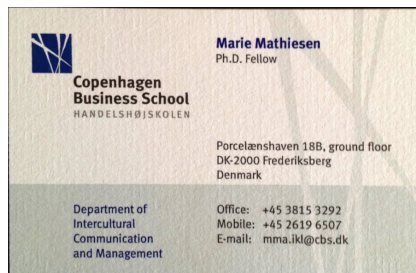 Marie Mathiesen
Ph.D. Fellow
Copenhagen
Business School
HANDELSHØJSKOLEN
Porcelænshaven 18B, ground floor
DK-2000 Frederiksberg
Denmark
Department of
Intercultural
Communication
and Management
Office: +45 3815 3292
Mobile: +45 2619 6507
E-mail: mma.ikl@cbs.dk